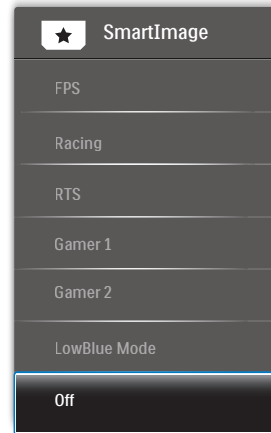 SmartImage
FPS
Racing
RTS
Gamer 1
Gamer 2
LowBlue Mode
Off